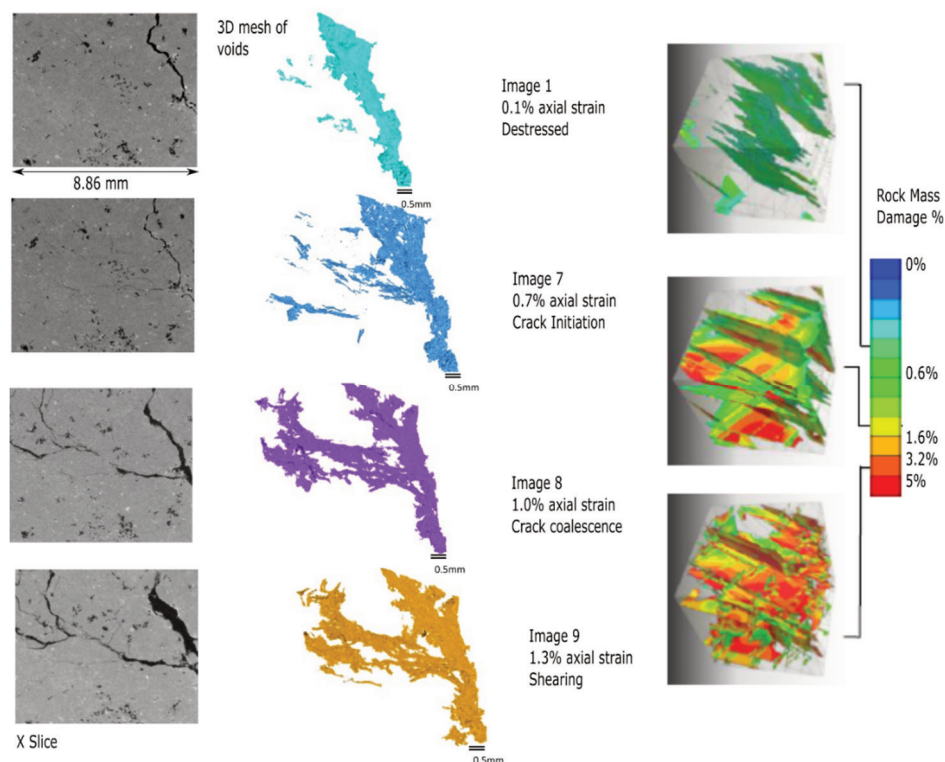 3D mesh of
voids
8.86 mm
X Slice
0.5mm
0.5mm
0.5mm
0.5mm
Image 1
0.1% axial strain
Destressed
Image 7
0.7% axial strain
Crack Initiation
Image 8
1.0% axial strain
Crack coalescence
Image 9
1.3% axial strain
Shearing
Rock Mass
Damage %
0%
0.6%
1.6%
3.2%
5%